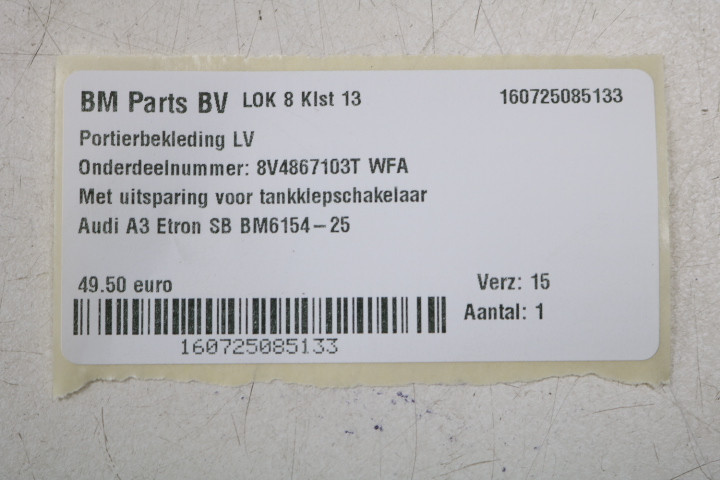 BM Parts BV LOK 8 Klst 13 160725085133
Portierbekleding LV
Onderdeelnummer: 8V4867103T WFA
Met uitsparing voor tankklepschakelaar
Audi A3 Etron SB BM6154-25
49.50 euro Verz: 15
Aantal: 1
160725085133